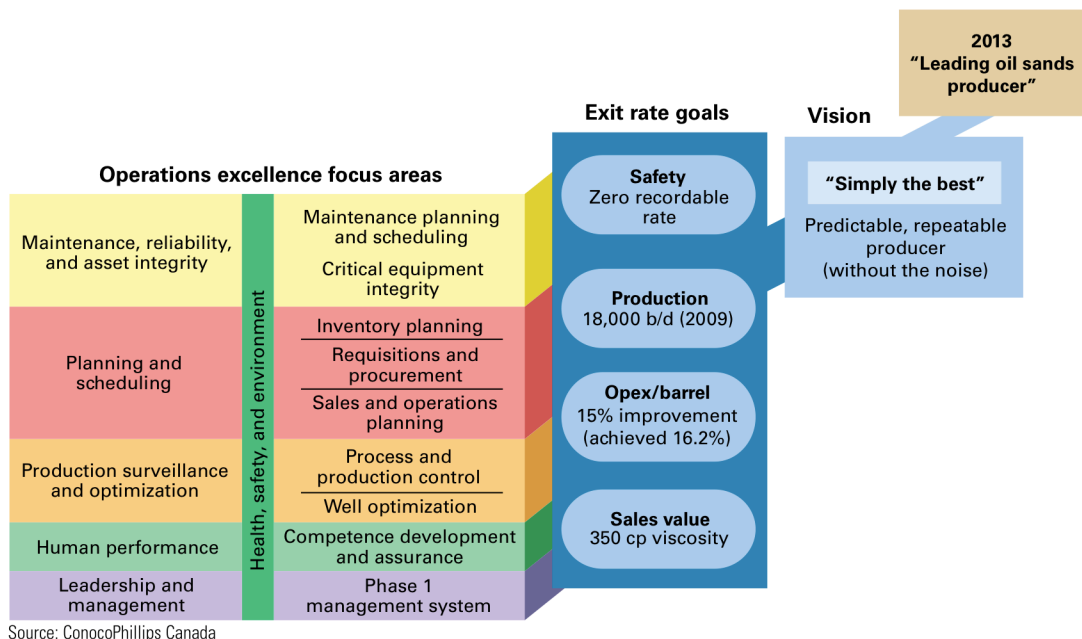 2013
“Leading oil sands
producer”
Exit rate goals
Vision
Operations excellence focus areas
Maintenance, reliability,
and asset integrity
Planning and
scheduling
Production surveillance
and optimization
Human performance
Leadership and
management
Health, safety, and environment
Maintenance planning
and scheduling
Critical equipment
integrity
Inventory planning
Requisitions and
procurement
Sales and operations
planning
Process and
production control
Well optimization
Competence development
and assurance
Phase 1
management system
Safety
Zero recordable
rate
Production
18,000 b/d (2009)
Opex/barrel
15% improvement
(achieved 16.2%)
Sales value
350 cp viscosity
“Simply the best”
Predictable, repeatable
producer
(without the noise)
Source: ConocoPhillips Canada